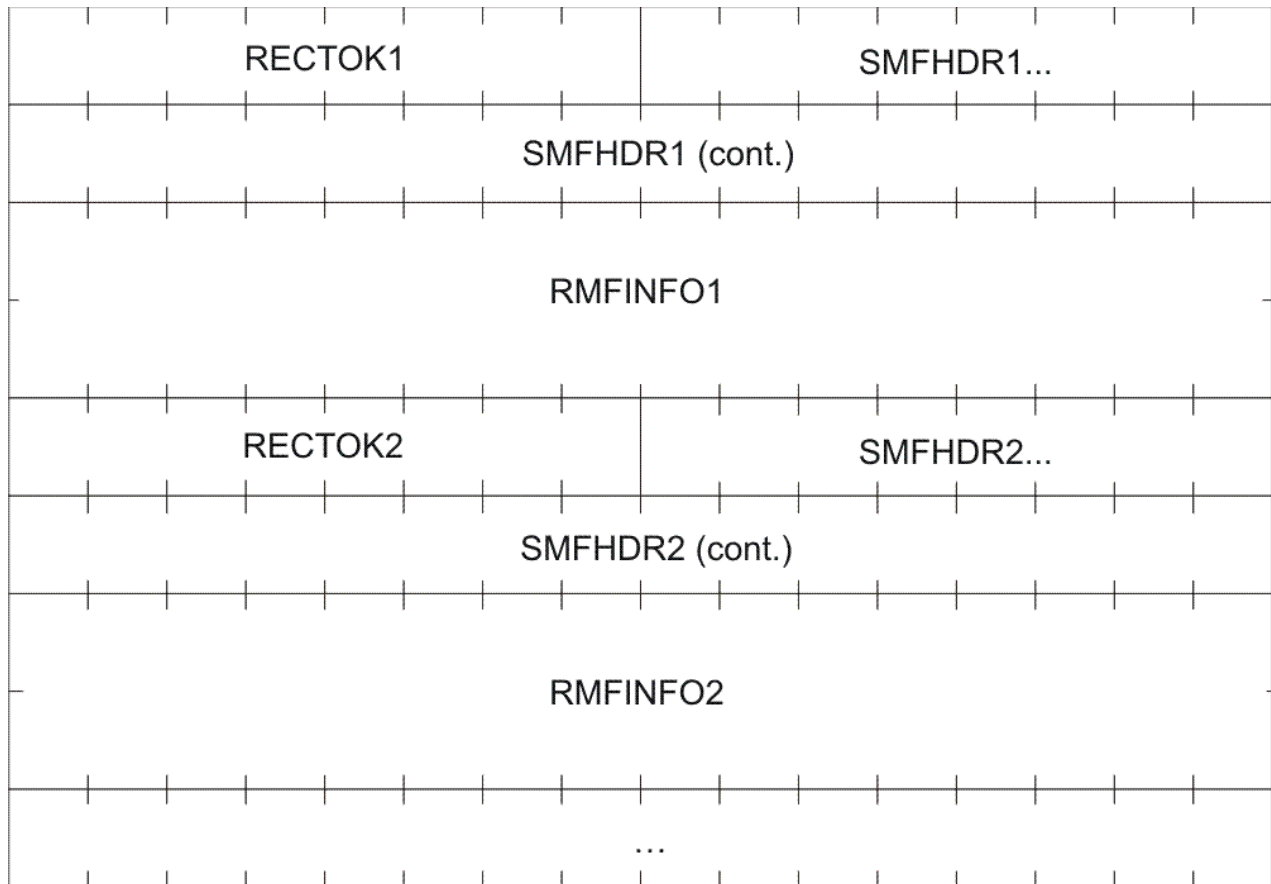 RECTOK1 SMFHDR1...
SMFHDR1 (cont.)
RMFINFO1
RECTOK2 SMFHDR2...
SMFHDR2 (cont.)
RMFINFO2
...